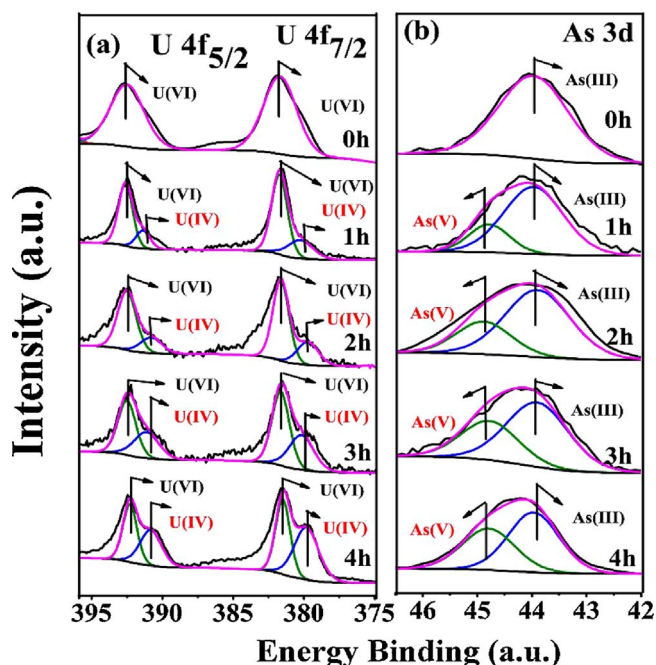 (a) U 4f5/2 U 4f7/2
U(VI)
U(VI)
0h
U(VI)
U(IV)
U(VI)
U(IV)
1h
U(VI)
U(IV)
U(VI)
U(IV)
2h
U(VI)
U(IV)
U(VI)
U(IV)
3h
U(VI)
U(IV)
U(VI)
U(IV)
4h
395 390 385 380 375
(b) As 3d
As(III)
0h
As(V)
As(III)
1h
As(V)
As(III)
2h
As(V)
As(III)
3h
As(V)
As(III)
4h
46 45 44 43 42
Intensity (a.u.)
Energy Binding (a.u.)